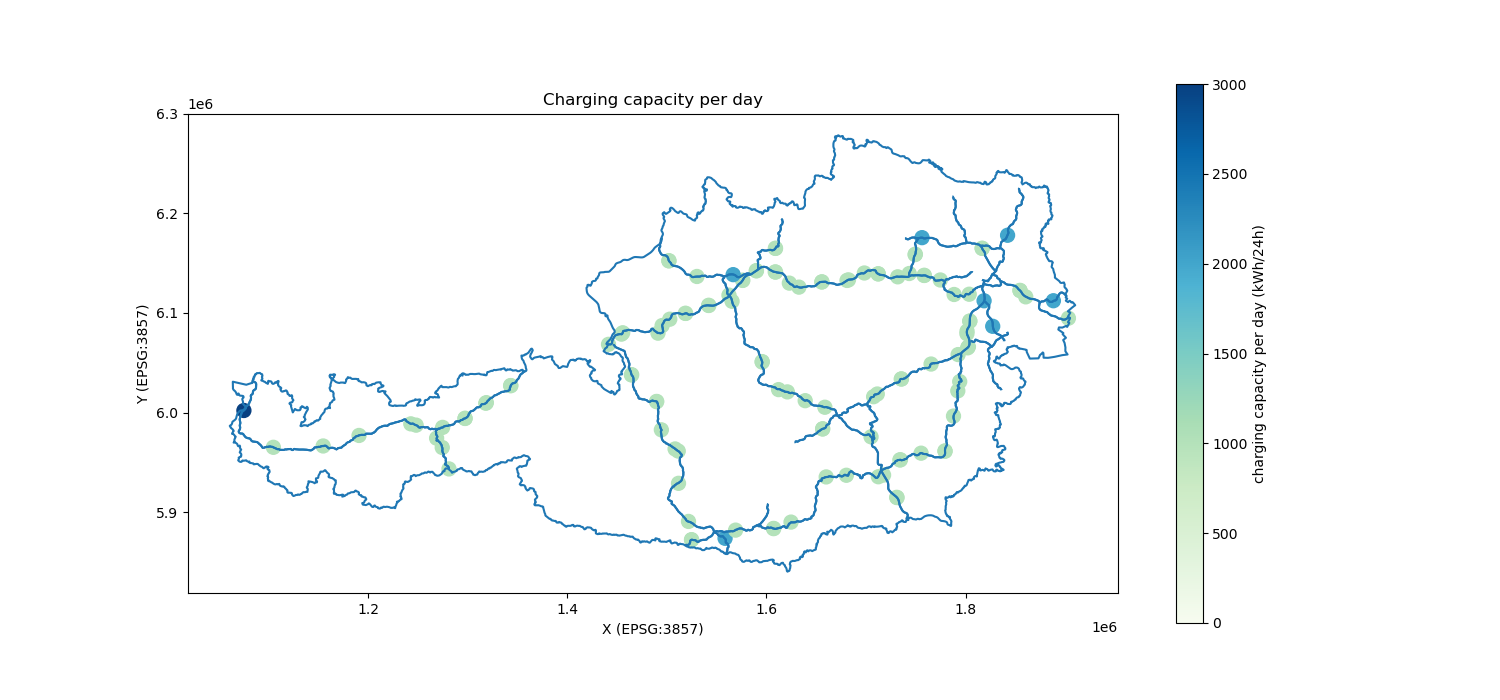 Charging capacity per day
1e6
6.3
6.2
6.1
6.0
5.9
Y (EPSG:3857)
1.2
1.4
1.6
1.8
X (EPSG:3857)
1e6
3000
2500
2000
1500
1000
500
0
charging capacity per day (kWh/24h)